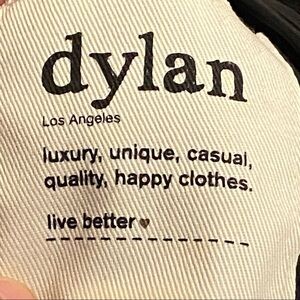 dylan
Los Angeles
luxury, unique, casual,
quality, happy clothes.
live better♥